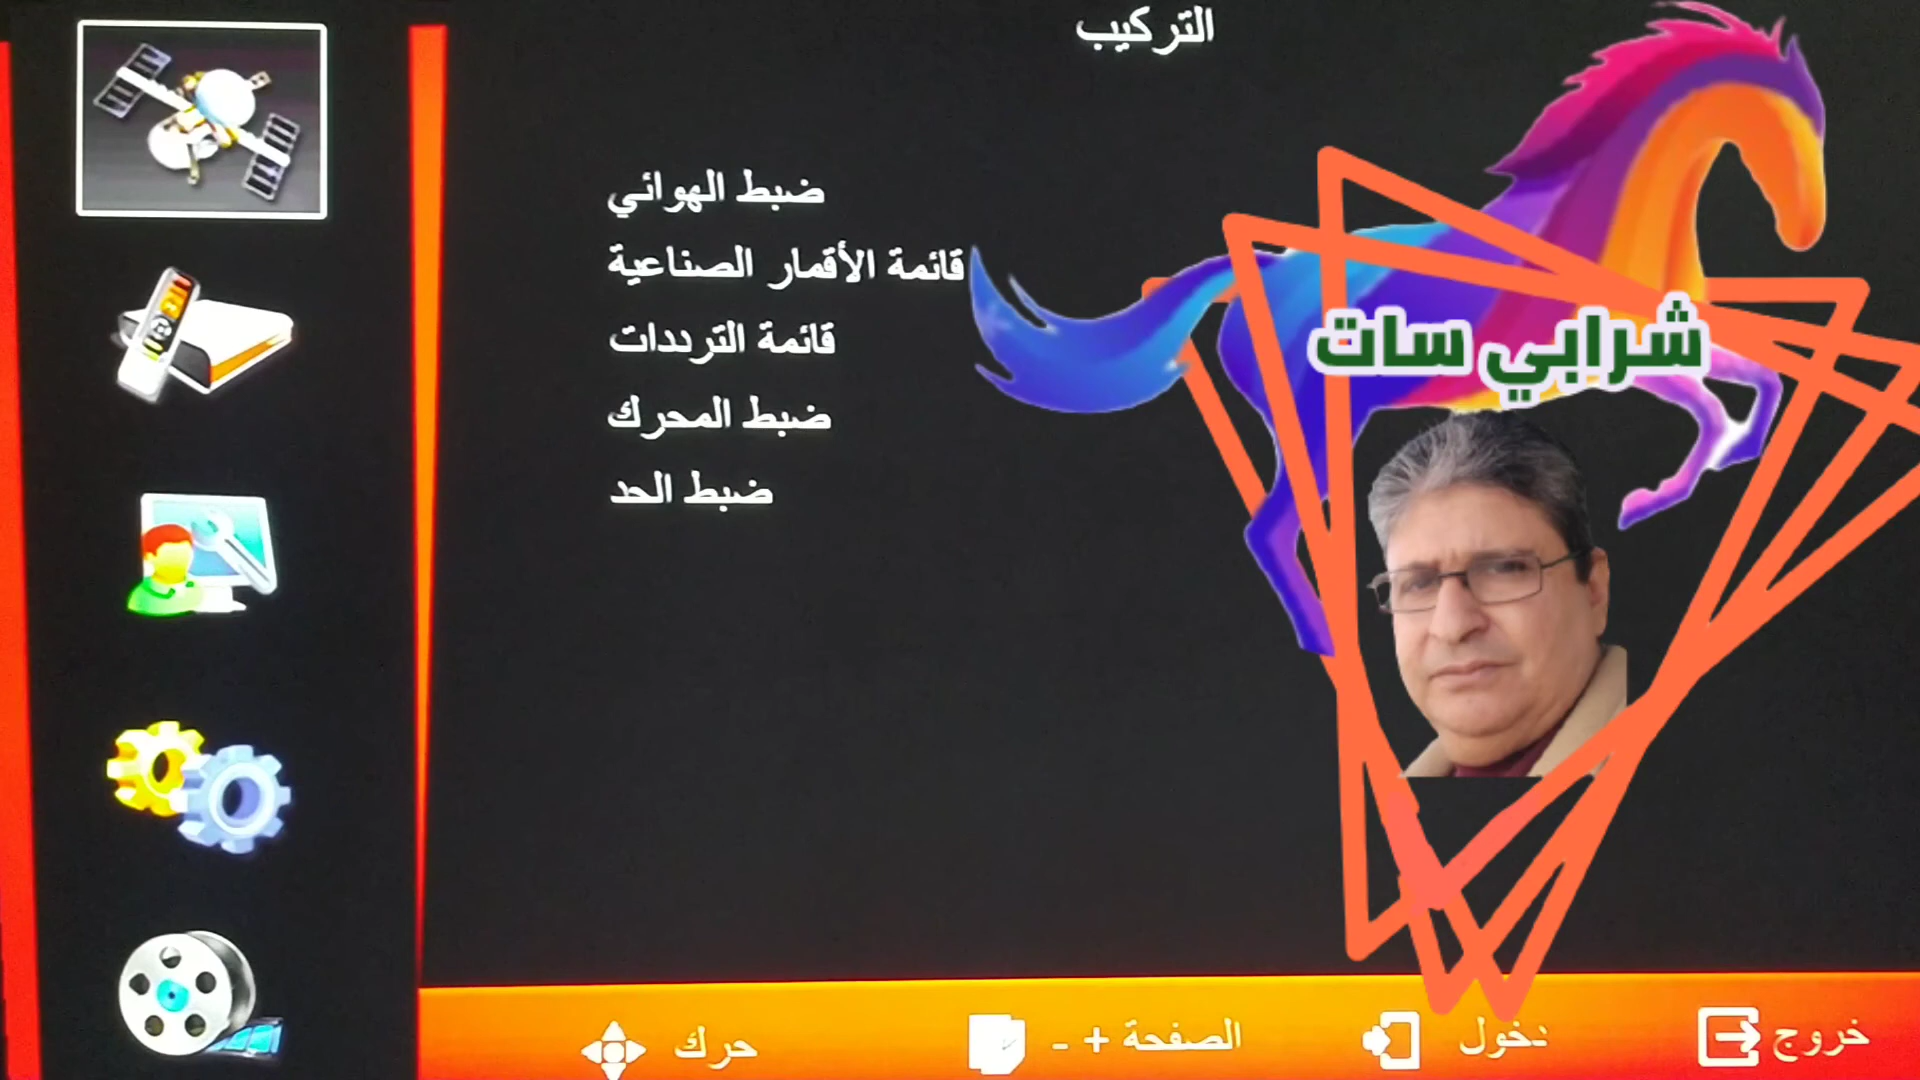 التركيب
ضبط الهوائي
قائمة الأقمار الصناعية
قائمة الترددات
ضبط المحرك
ضبط الحد
شرابي سات
حرك
الصفحة + -
دخول
خروج